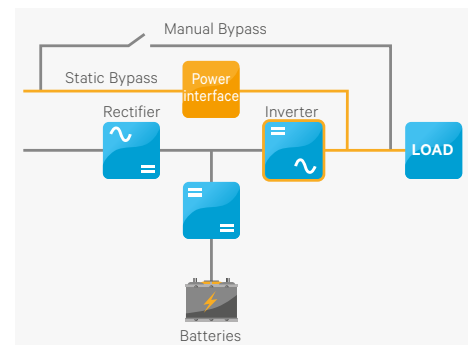 Manual Bypass
Static Bypass
Power
interface
Rectifier
Inverter
LOAD
Batteries